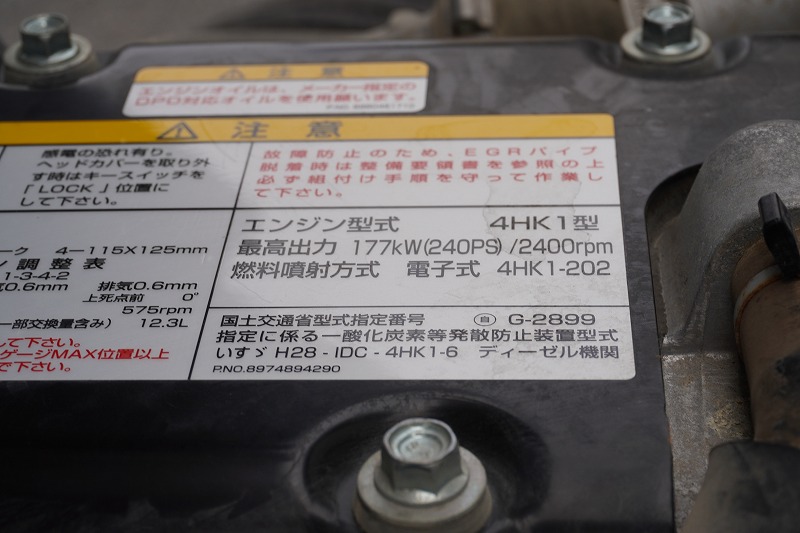 ⚠ 注意
エンジンオイルは、メーカー指定の
DPD対応オイルを使用願います。
⚠ 注意
感電の恐れ有り。
ヘッドカバーを取り外
す時はキースイッチを
「LOCK」位置に
して下さい。
故障防止のため、EGRパイプ
脱着時は整備要領書を参照の上
必ず組付け手順を守って作業し
て下さい。
ーク 4－115X125mm
ン調整表
1-3-4-2
気0.6mm 排気0.6mm
上死点前 0°
575rpm
一部交換量含み) 12.3L
して下さい。
ゲージMAX位置以上
で下さい。
エンジン型式 4HK1型
最高出力 177kW(240PS) /2400rpm
燃料噴射方式 電子式 4HK1-202
国土交通省型式指定番号 自 G-2899
指定に係る一酸化炭素等発散防止装置型式
いすゞ H28 - IDC - 4HK1-6 ディーゼル機関
P.NO.8974894290